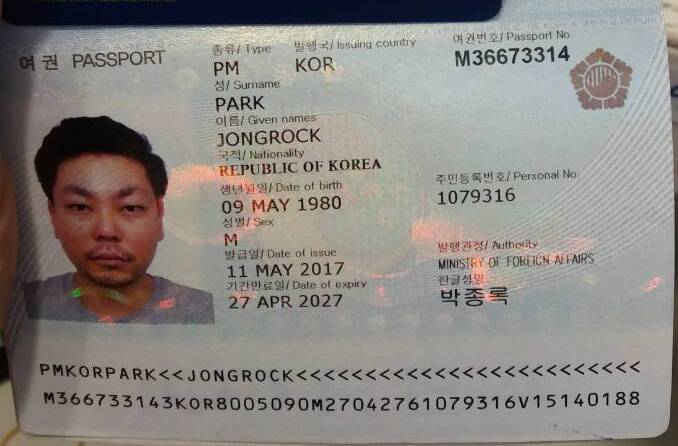 여권 PASSPORT
종류/ Type 발행국/ Issuing country 여권번호/ Passport No
PM KOR M36673314
성/ Surname
PARK
이름/ Given names
JONGROCK
국적/ Nationality
REPUBLIC OF KOREA
생년월일/ Date of birth 주민등록번호/ Personal No
09 MAY 1980 1079316
성별/ Sex
M
발급일/ Date of issue 발행관청/ Authority
11 MAY 2017 MINISTRY OF FOREIGN AFFAIRS
기간만료일/ Date of expiry 한글성명
27 APR 2027 박종록
PMKORPARK<<JONGROCK<<<<<<<<<<<<<<<<<<<<<<<<<
M366733143KOR8005090M27042761079316V15140188